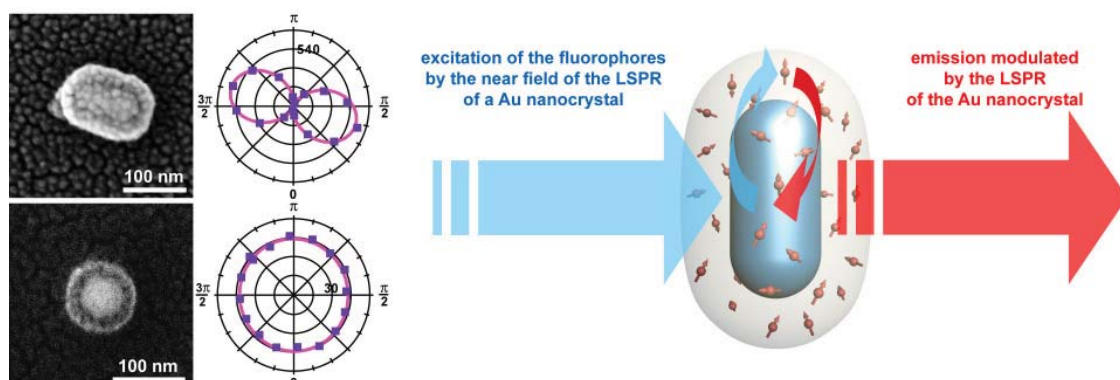 100 nm
π
540
3π
2
π
2
0
excitation of the fluorophores
by the near field of the LSPR
of a Au nanocrystal
emission modulated
by the LSPR
of the Au nanocrystal
100 nm
π
30
3π
2
π
2